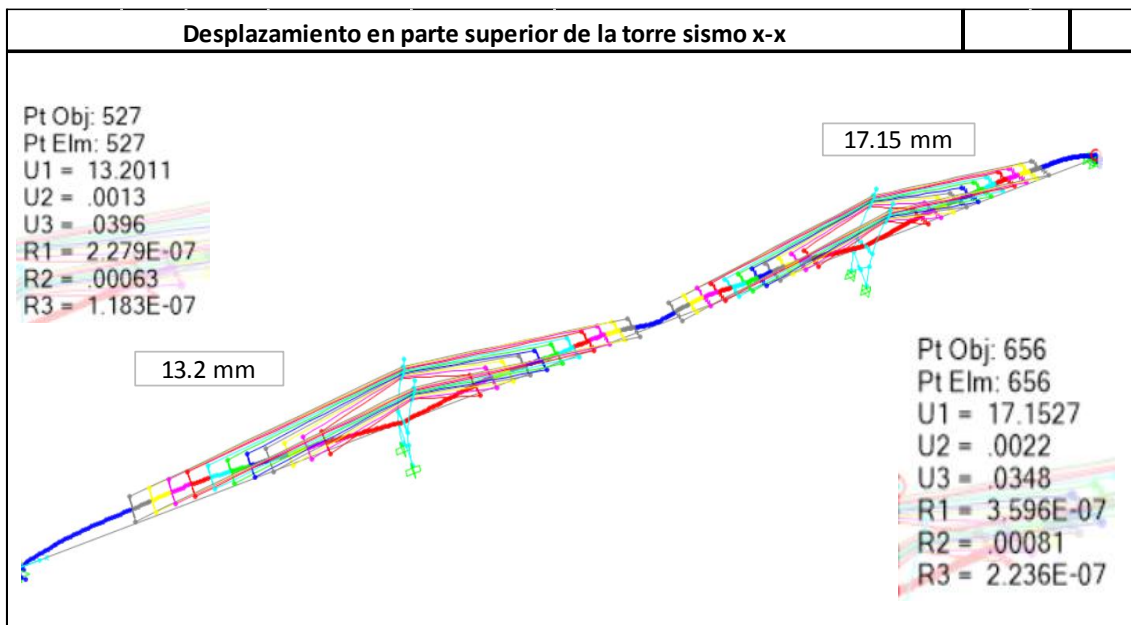 Desplazamiento en parte superior de la torre sismo x-x
Pt Obj: 527
Pt Elm: 527
U1 = 13.2011
U2 = .0013
U3 = .0396
R1 = 2.279E-07
R2 = .00063
R3 = 1.183E-07
17.15 mm
13.2 mm
Pt Obj: 656
Pt Elm: 656
U1 = 17.1527
U2 = .0022
U3 = .0348
R1 = 3.596E-07
R2 = .00081
R3 = 2.236E-07